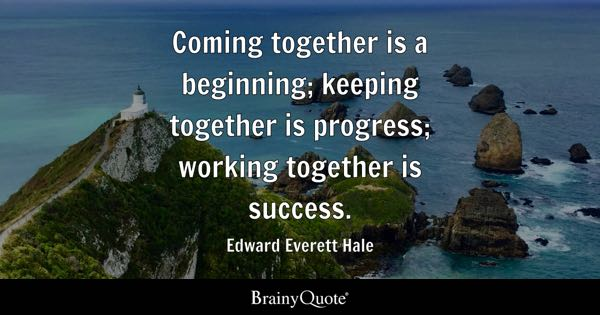 Coming together is a
beginning; keeping
together is progress;
working together is
success.
Edward Everett Hale
BrainyQuote®